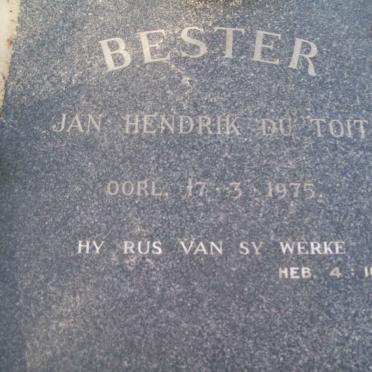 BESTER
JAN HENDRIK DU TOIT
OORL. 17-3-1975.
HY RUS VAN SY WERKE
HEB. 4:10